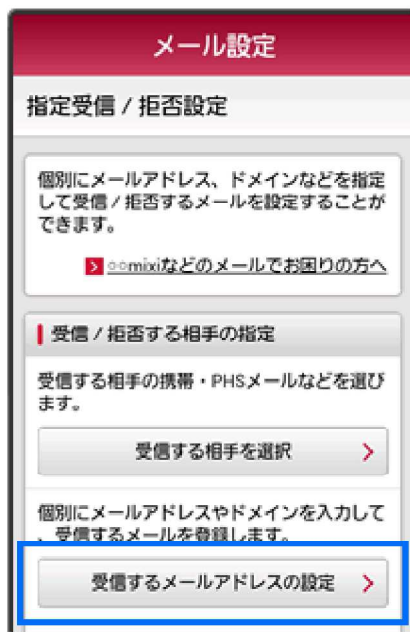 メール設定
指定受信 / 拒否設定
個別にメールアドレス、ドメインなどを指定
して受信 / 拒否するメールを設定することが
できます。
○○mixiなどのメールでお困りの方へ
受信 / 拒否する相手の指定
受信する相手の携帯・PHSメールなどを選び
ます。
受信する相手を選択
個別にメールアドレスやドメインを入力して
、受信するメールを登録します。
受信するメールアドレスの設定